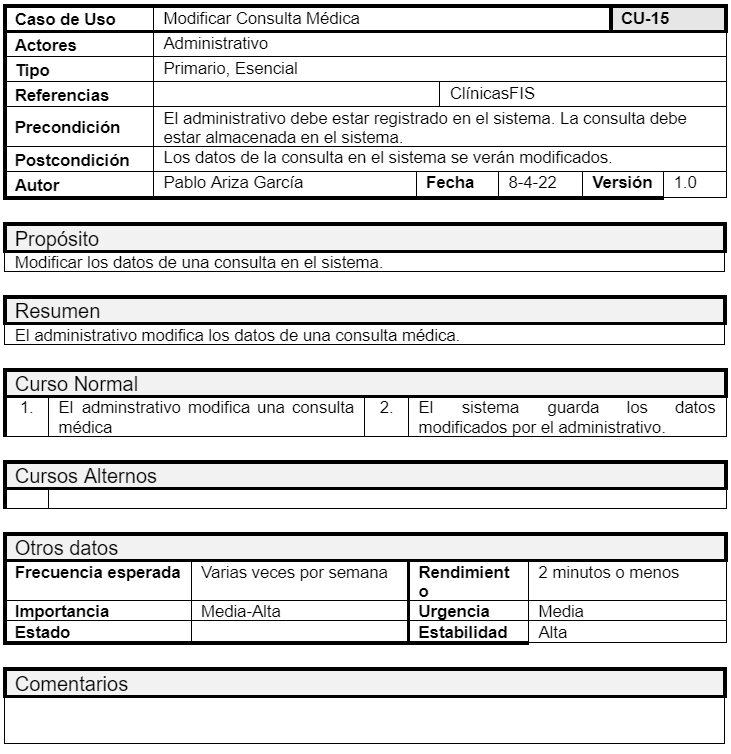 Caso de Uso Modificar Consulta Médica CU-15
Actores Administrativo
Tipo Primario, Esencial
Referencias ClínicasFIS
Precondición El administrativo debe estar registrado en el sistema. La consulta debe
estar almacenada en el sistema.
Postcondición Los datos de la consulta en el sistema se verán modificados.
Autor Pablo Ariza García Fecha 8-4-22 Versión 1.0
Propósito
Modificar los datos de una consulta en el sistema.
Resumen
El administrativo modifica los datos de una consulta médica.
Curso Normal
1. El adminstrativo modifica una consulta
médica
2. El sistema guarda los datos
modificados por el administrativo.
Cursos Alternos
Otros datos
Frecuencia esperada Varias veces por semana Rendimient
o 2 minutos o menos
Importancia Media-Alta Urgencia Media
Estado Estabilidad Alta
Comentarios